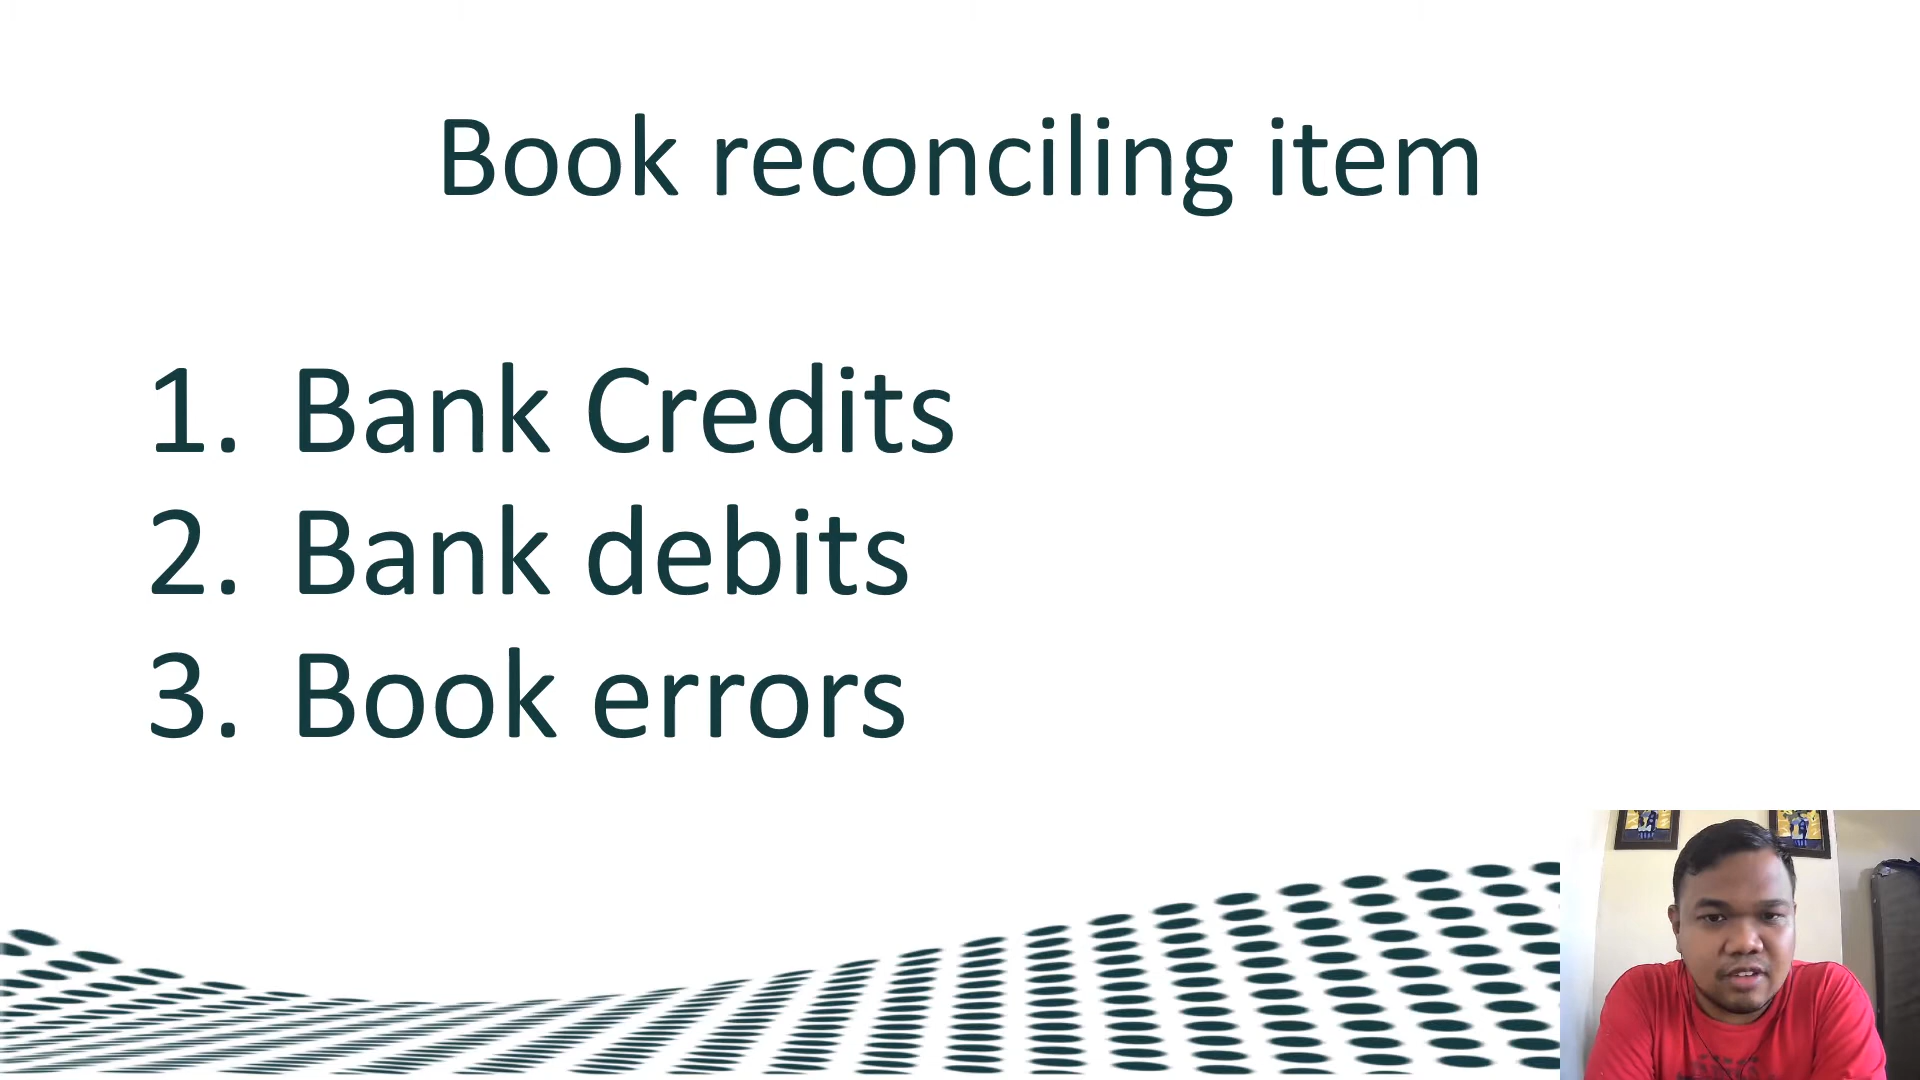 Book reconciling item
1. Bank Credits
2. Bank debits
3. Book errors